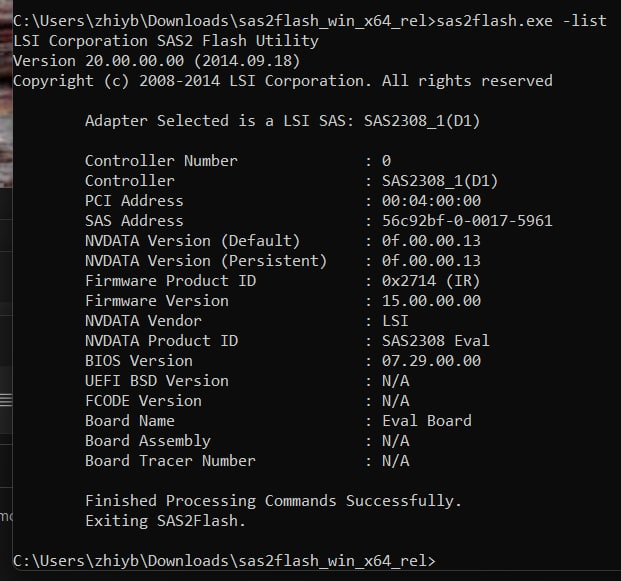 C:\Users\zhiyb\Downloads\sas2flash_win_x64_rel>sas2flash.exe -list
LSI Corporation SAS2 Flash Utility
Version 20.00.00.00 (2014.09.18)
Copyright (c) 2008-2014 LSI Corporation. All rights reserved
Adapter Selected is a LSI SAS: SAS2308_1(D1)
Controller Number : 0
Controller : SAS2308_1(D1)
PCI Address : 00:04:00:00
SAS Address : 56c92bf-0-0017-5961
NVDATA Version (Default) : 0f.00.00.13
NVDATA Version (Persistent) : 0f.00.00.13
Firmware Product ID : 0x2714 (IR)
Firmware Version : 15.00.00.00
NVDATA Vendor : LSI
NVDATA Product ID : SAS2308 Eval
BIOS Version : 07.29.00.00
UEFI BSD Version : N/A
FCODE Version : N/A
Board Name : Eval Board
Board Assembly : N/A
Board Tracer Number : N/A
Finished Processing Commands Successfully.
Exiting SAS2Flash.
C:\Users\zhiyb\Downloads\sas2flash_win_x64_rel>